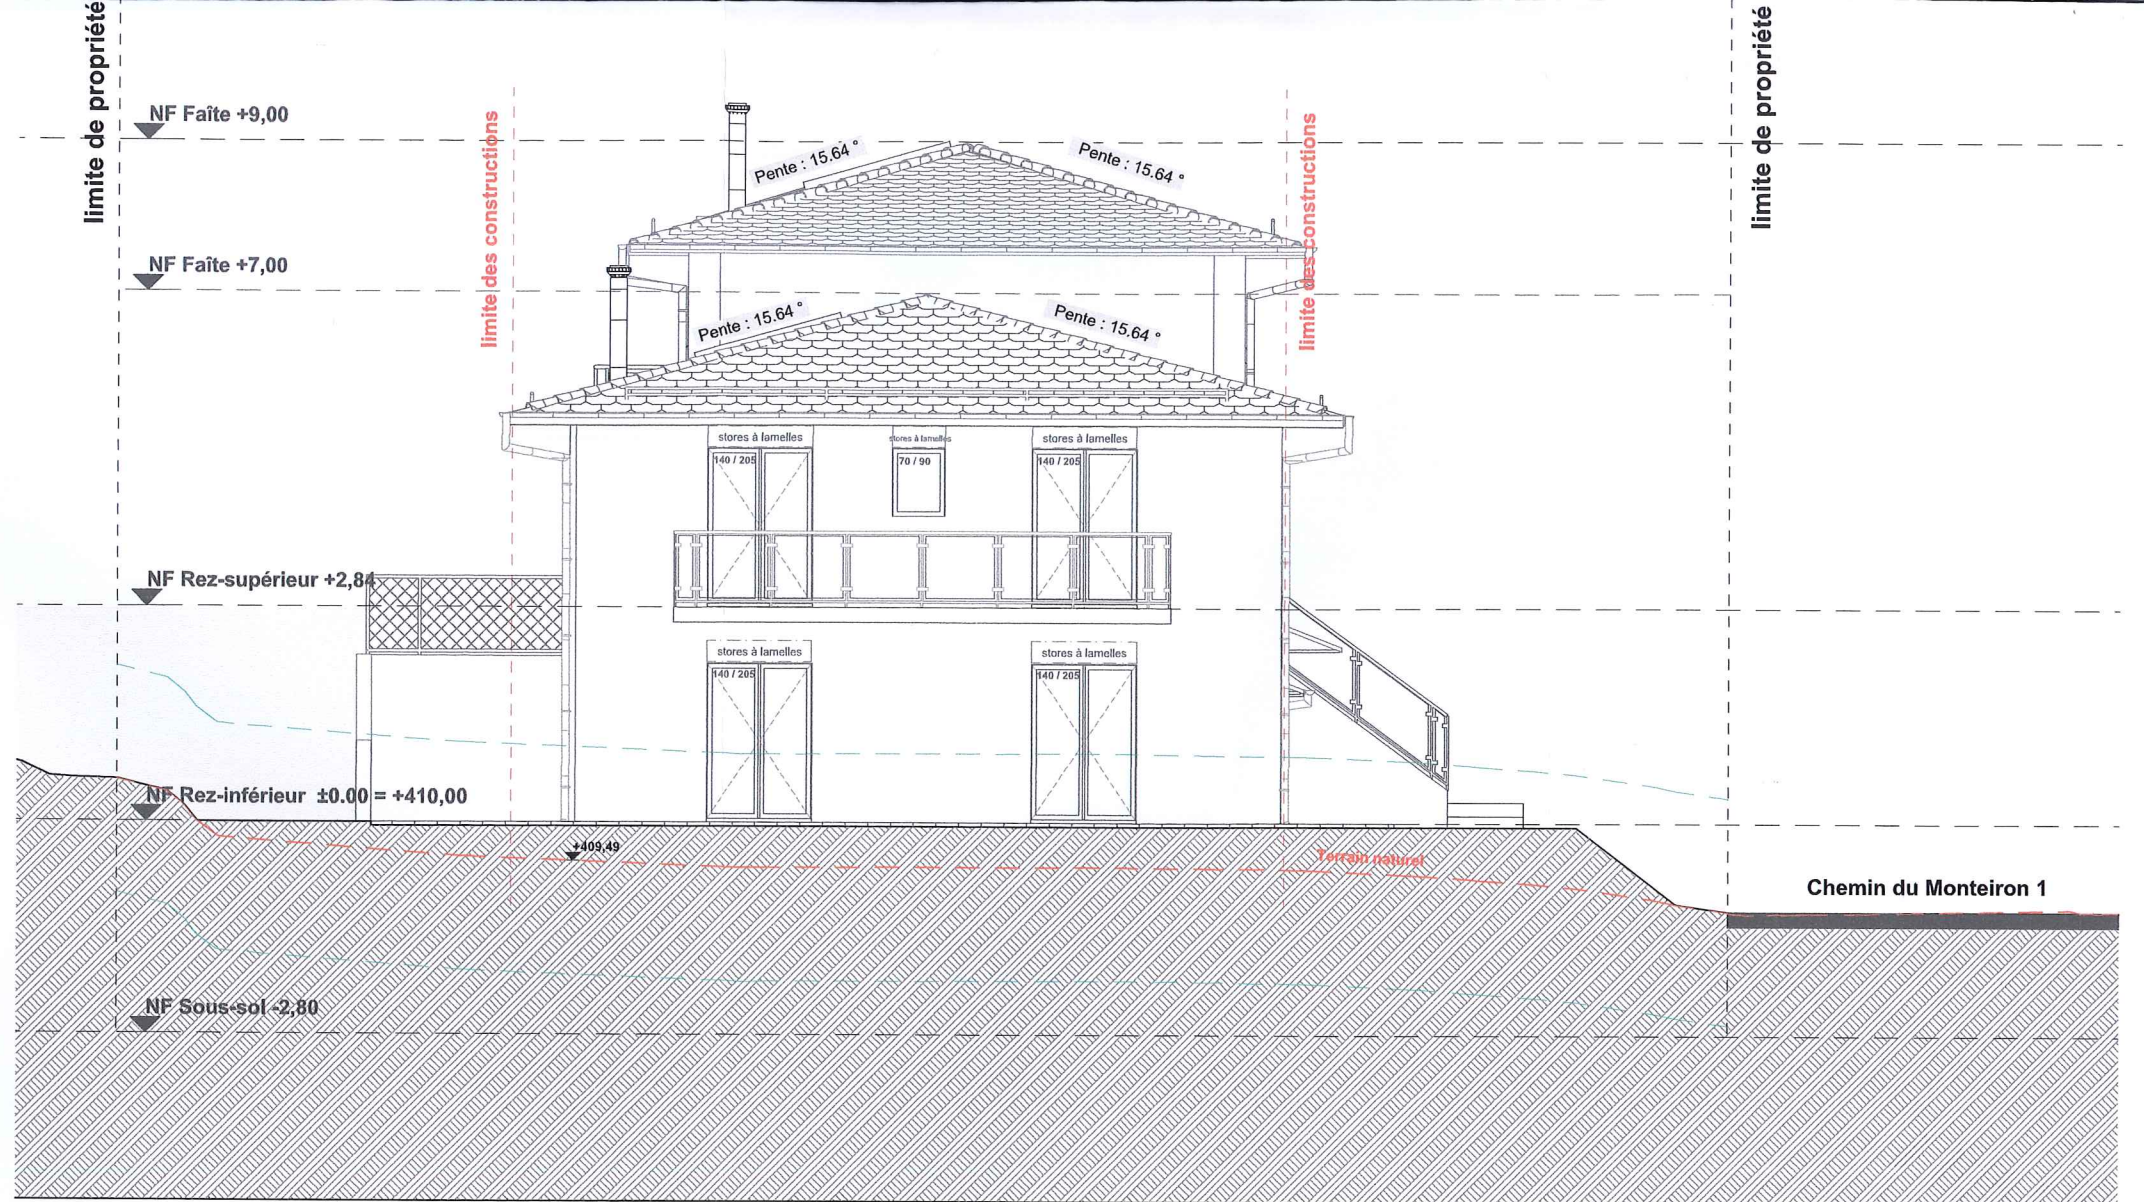 limite de propriété
limite de propriété
NF Faîte +9,00
limite des constructions
limite des constructions
Pente : 15.64 °
Pente : 15.64 °
NF Faîte +7,00
Pente : 15.64 °
Pente : 15.64 °
stores à lamelles
stores à lamelles
stores à lamelles
140 / 205
70 / 90
140 / 205
NF Rez-supérieur +2,84
stores à lamelles
stores à lamelles
140 / 205
140 / 205
NF Rez-inférieur ±0.00 = +410,00
+409,49
Terrain naturel
Chemin du Monteiron 1
NF Sous-sol -2,80